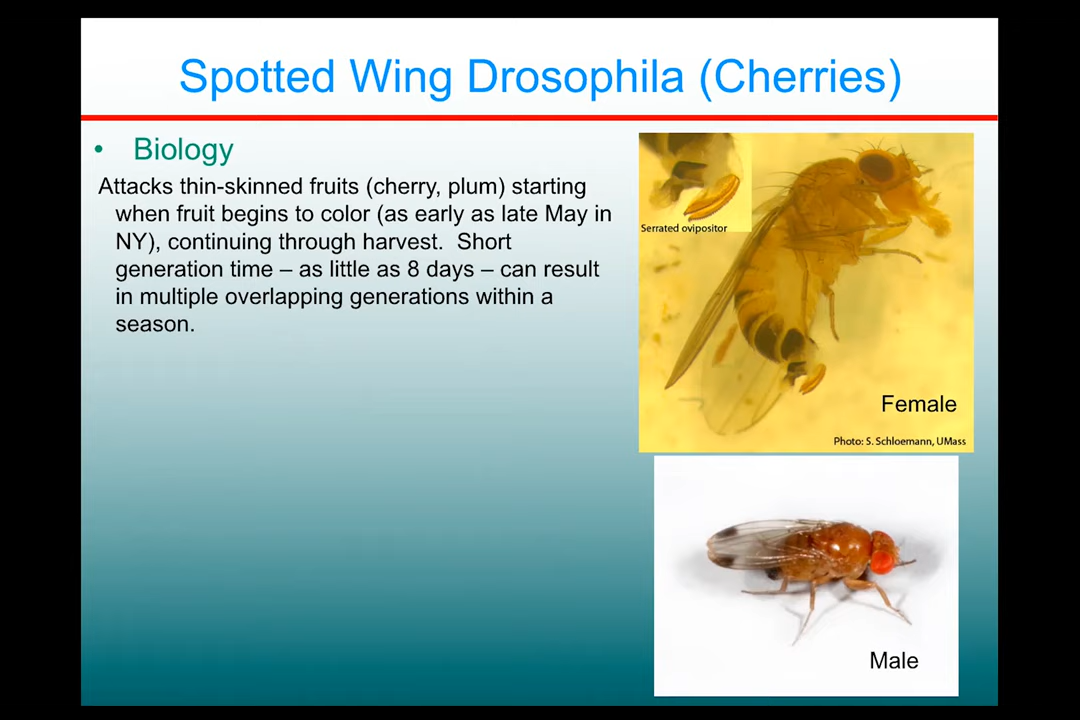 Spotted Wing Drosophila (Cherries)
• Biology
Attacks thin-skinned fruits (cherry, plum) starting
when fruit begins to color (as early as late May in
NY), continuing through harvest.  Short
generation time – as little as 8 days – can result
in multiple overlapping generations within a
season.
Serrated ovipositor
Female
Photo: S. Schloemann, UMass
Male